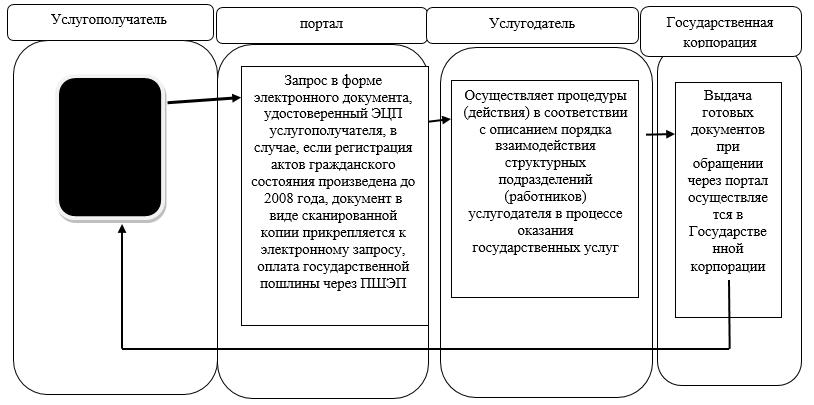 Услугополучатель
портал
Услугодатель
Государственная
корпорация
Запрос в форме
электронного документа,
удостоверенный ЭЦП
услугополучателя, в
случае, если регистрация
актов гражданского
состояния произведена до
2008 года, документ в
виде сканированной
копии прикрепляется к
электронному запросу,
оплата государственной
пошлины через ПШЭП
Осуществляет процедуры
(действия) в соответствии
с описанием порядка
взаимодействия
структурных
подразделений
(работников)
услугодателя в процессе
оказания
государственных услуг
Выдача
готовых
документов
при
обращении
через портал
осуществляе
тся в
Государстве
нной
корпорации